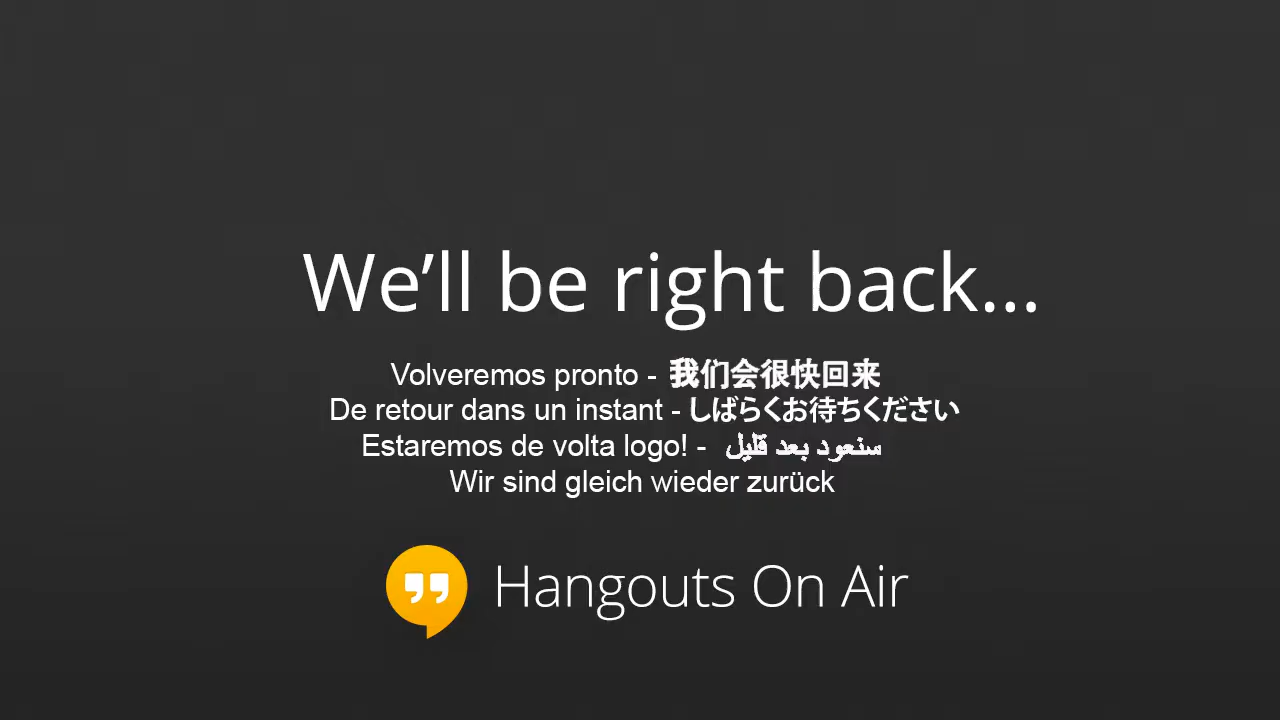 We’ll be right back...
Volveremos pronto - 我们会很快回来
De retour dans un instant - しばらくお待ちください
Estaremos de volta logo! - سنعود بعد قليل
Wir sind gleich wieder zurück
Hangouts On Air